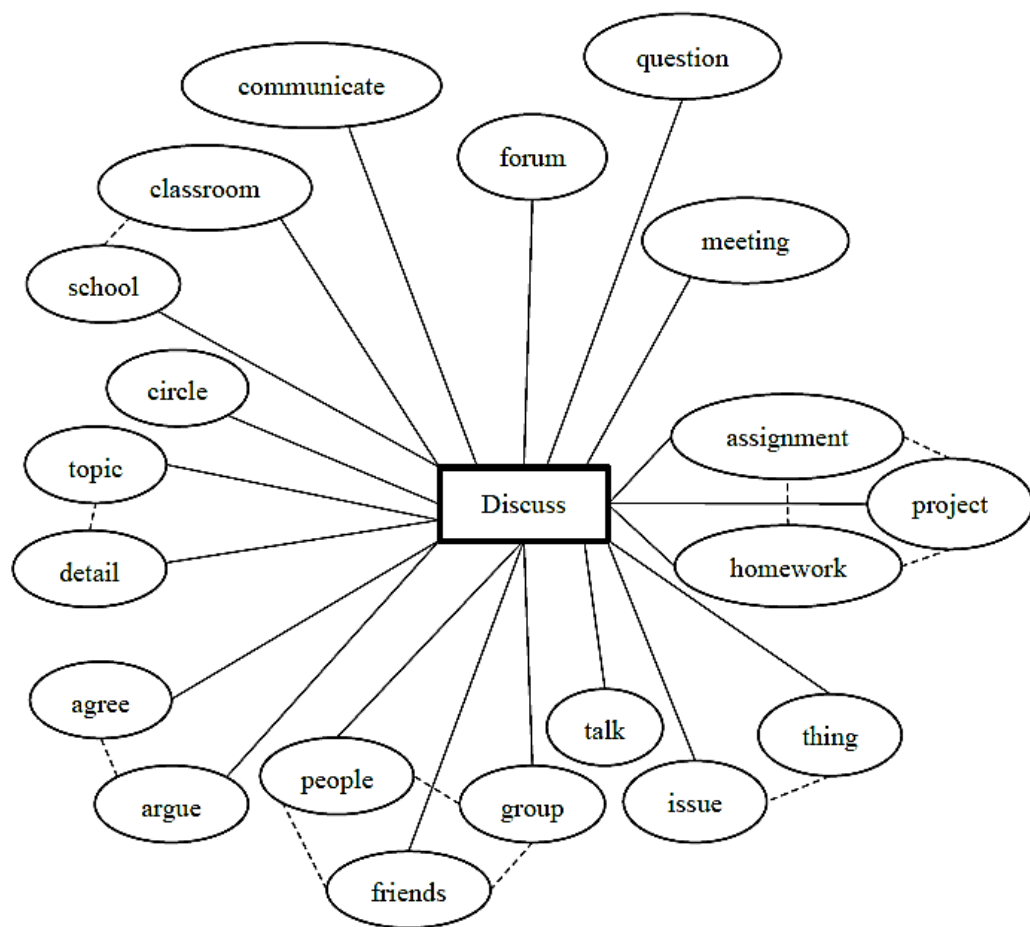 question
communicate
forum
classroom
meeting
school
circle
assignment
topic
Discuss
project
detail
homework
agree
talk
thing
people
argue
group
issue
friends